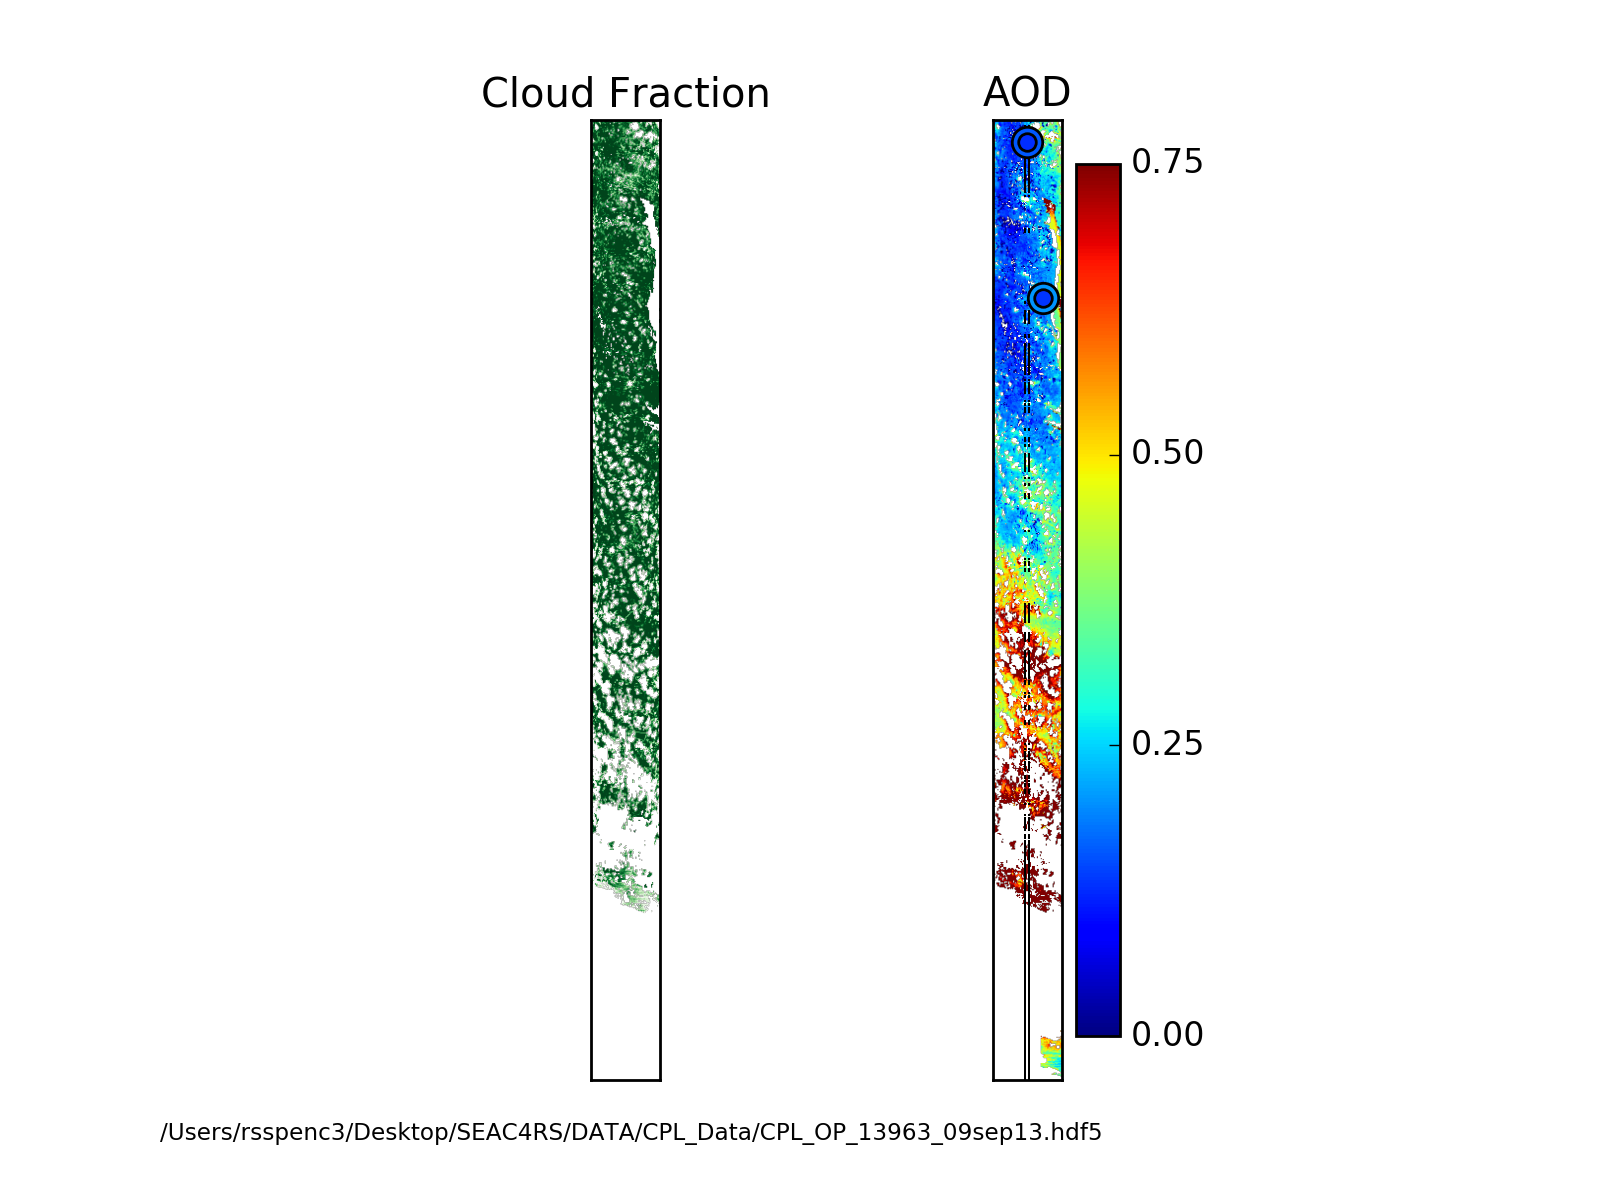 Cloud Fraction
AOD
0.75
0.50
0.25
0.00
/Users/rsspenc3/Desktop/SEAC4RS/DATA/CPL_Data/CPL_OP_13963_09sep13.hdf5